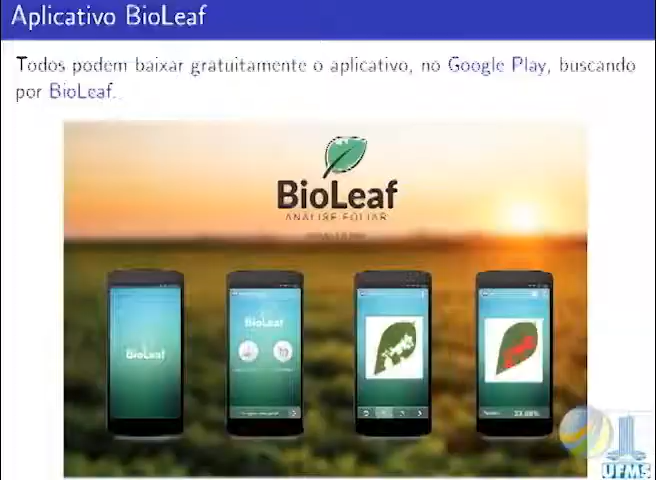 Aplicativo BioLeaf
Todos podem baixar gratuitamente o aplicativo, no Google Play, buscando
por BioLeaf.
BioLeaf
ANÁLISE FOLIAR
BioLeaf
BioLeaf
UFMS